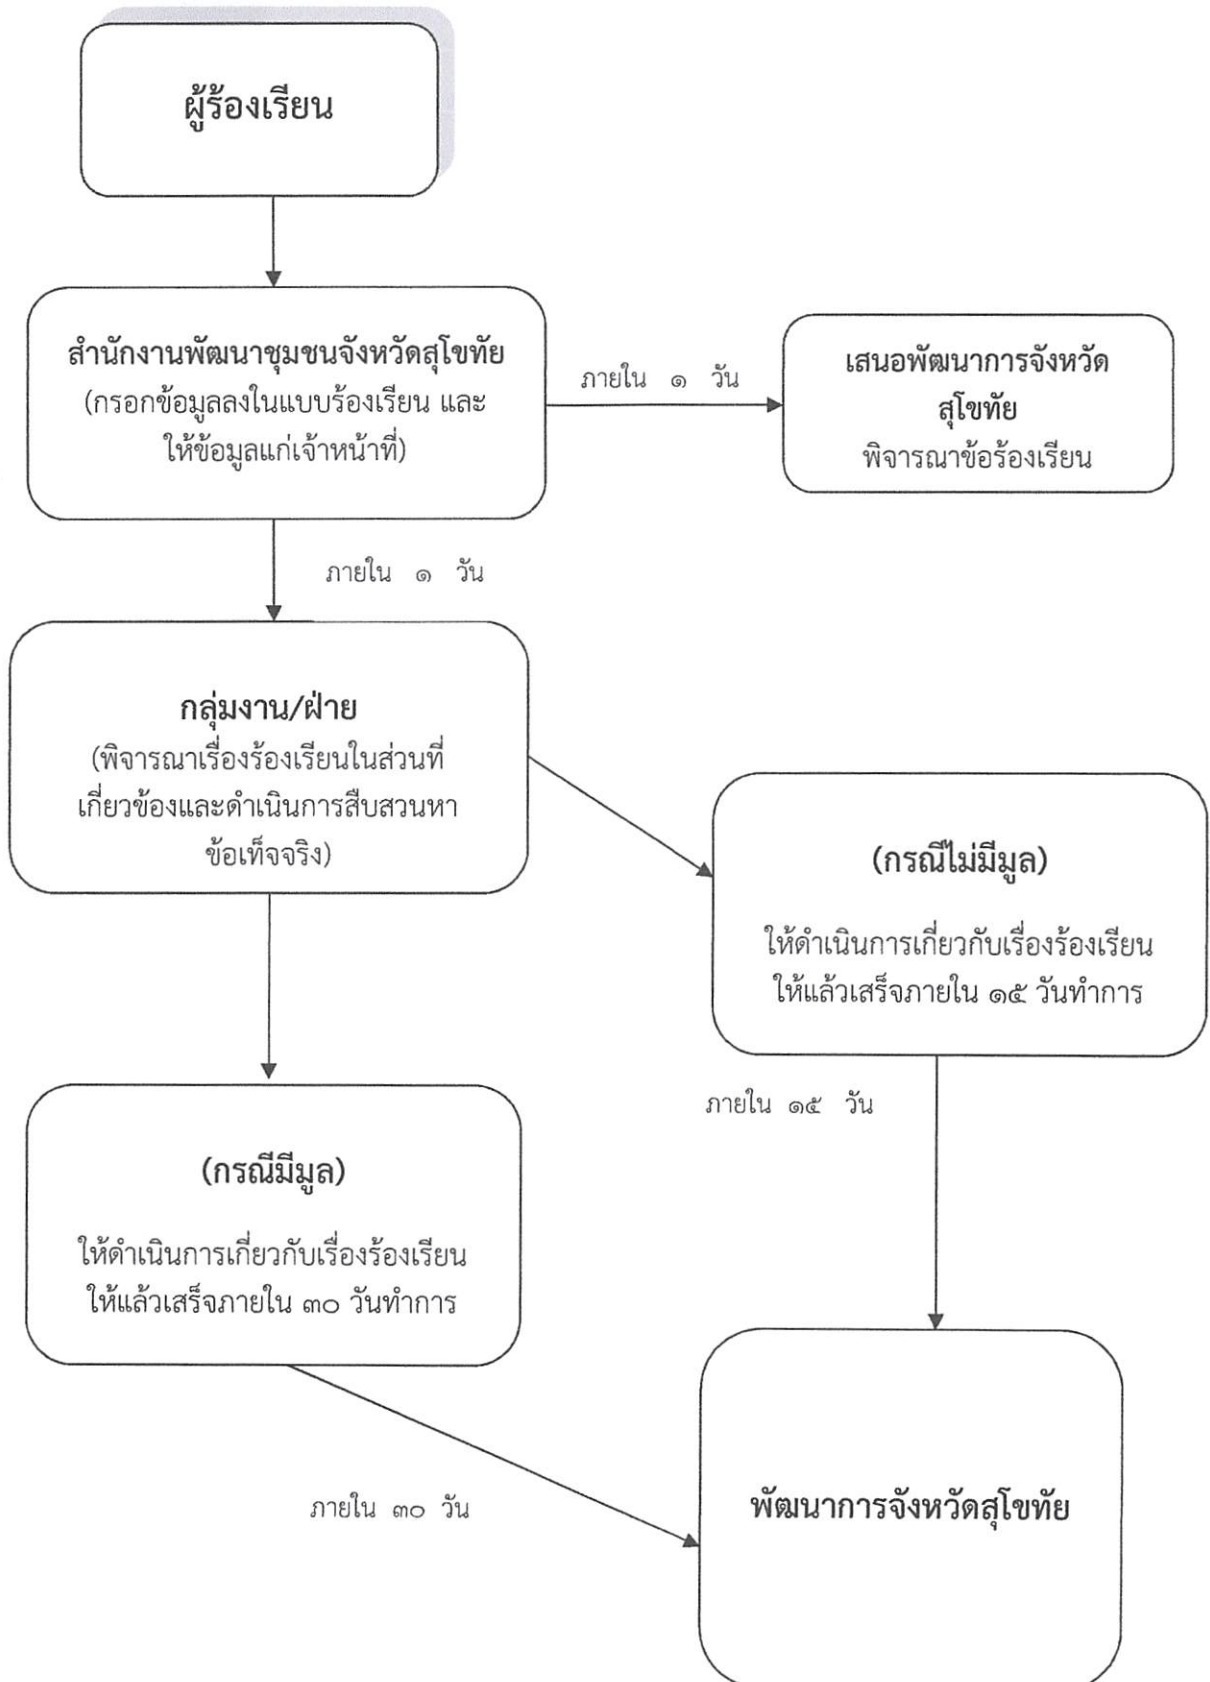 ผู้ร้องเรียน
สำนักงานพัฒนาชุมชนจังหวัดสุโขทัย
(กรอกข้อมูลลงในแบบร้องเรียน และ
ให้ข้อมูลแก่เจ้าหน้าที่)
ภายใน ๑ วัน
เสนอพัฒนาการจังหวัด
สุโขทัย
พิจารณาข้อร้องเรียน
ภายใน ๑ วัน
กลุ่มงาน/ฝ่าย
(พิจารณาเรื่องร้องเรียนในส่วนที่
เกี่ยวข้องและดำเนินการสืบสวนหา
ข้อเท็จจริง)
(กรณีไม่มีมูล)
ให้ดำเนินการเกี่ยวกับเรื่องร้องเรียน
ให้แล้วเสร็จภายใน ๑๕ วันทำการ
ภายใน ๑๕ วัน
(กรณีมีมูล)
ให้ดำเนินการเกี่ยวกับเรื่องร้องเรียน
ให้แล้วเสร็จภายใน ๓๐ วันทำการ
ภายใน ๓๐ วัน
พัฒนาการจังหวัดสุโขทัย